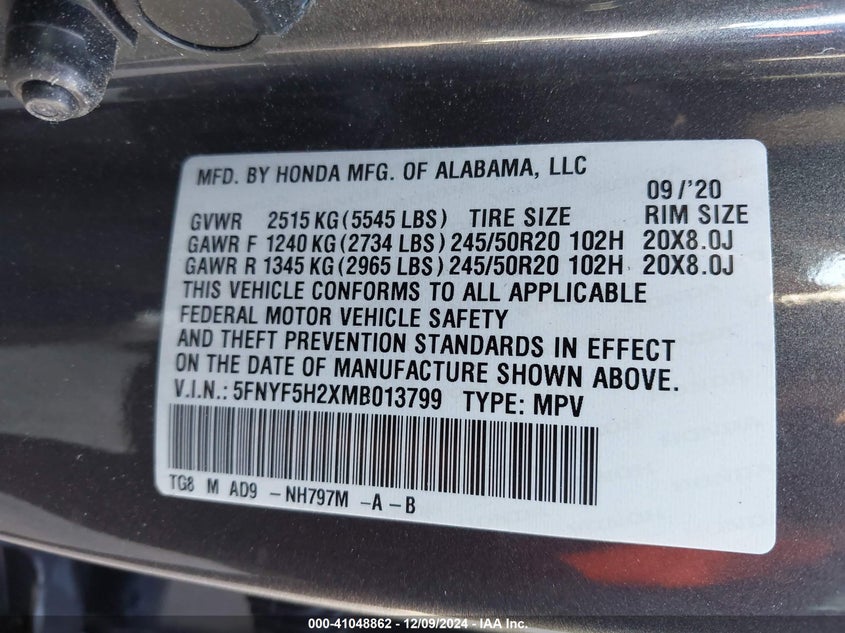 MFD. BY HONDA MFG. OF ALABAMA, LLC
09/'20
GVWR 2515 KG (5545 LBS) TIRE SIZE RIM SIZE
GAWR F 1240 KG (2734 LBS) 245/50R20 102H 20X8.0J
GAWR R 1345 KG (2965 LBS) 245/50R20 102H 20X8.0J
THIS VEHICLE CONFORMS TO ALL APPLICABLE
FEDERAL MOTOR VEHICLE SAFETY
AND THEFT PREVENTION STANDARDS IN EFFECT
ON THE DATE OF MANUFACTURE SHOWN ABOVE.
V.I.N.: 5FNYF5H2XMB013799 TYPE: MPV
TG8 M AD9 -NH797M -A -B
000-41048862 - 12/09/2024 - IAA Inc.